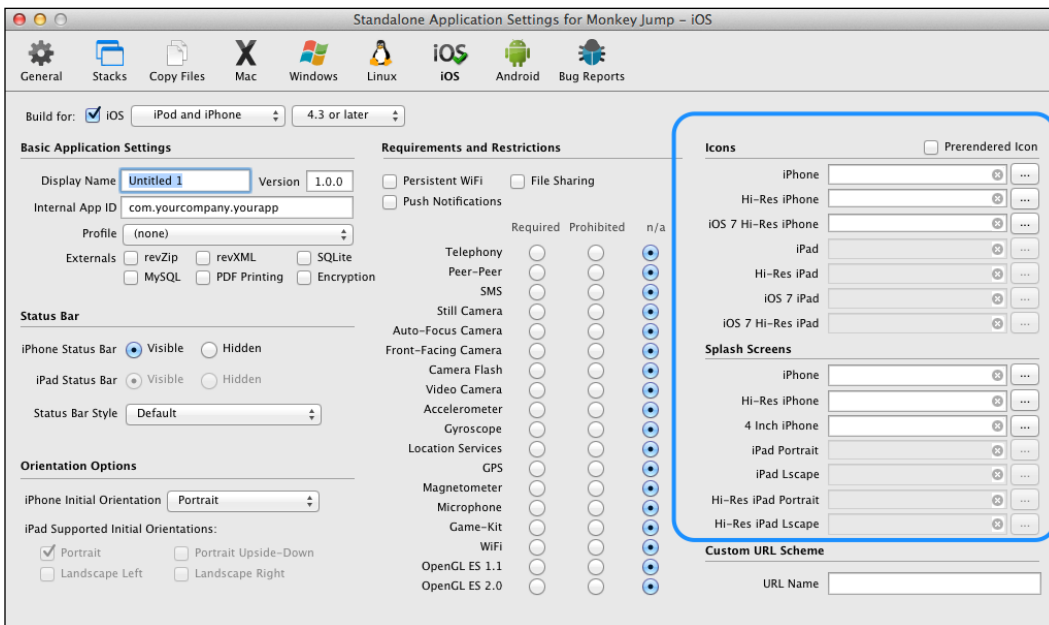 Standalone Application Settings for Monkey Jump – iOS
General Stacks Copy Files Mac Windows Linux iOS Android Bug Reports
Build for: iOS iPod and iPhone 4.3 or later
Basic Application Settings
Display Name Untitled 1 Version 1.0.0
Internal App ID com.yourcompany.yourapp
Profile (none)
Externals revZip revXML SQLite
MySQL PDF Printing Encryption
Status Bar
iPhone Status Bar Visible Hidden
iPad Status Bar Visible Hidden
Status Bar Style Default
Orientation Options
iPhone Initial Orientation Portrait
iPad Supported Initial Orientations:
Portrait Portrait Upside-Down
Landscape Left Landscape Right
Requirements and Restrictions
Persistent WiFi File Sharing
Push Notifications
Required Prohibited n/a
Telephony
Peer-Peer
SMS
Still Camera
Auto-Focus Camera
Front-Facing Camera
Camera Flash
Video Camera
Accelerometer
Gyroscope
Location Services
GPS
Magnetometer
Microphone
Game-Kit
WiFi
OpenGL ES 1.1
OpenGL ES 2.0
Icons Prerendered Icon
iPhone ...
Hi-Res iPhone ...
iOS 7 Hi-Res iPhone ...
iPad ...
Hi-Res iPad ...
iOS 7 iPad ...
iOS 7 Hi-Res iPad ...
Splash Screens
iPhone ...
Hi-Res iPhone ...
4 Inch iPhone ...
iPad Portrait ...
iPad Lscape ...
Hi-Res iPad Portrait ...
Hi-Res iPad Lscape ...
Custom URL Scheme
URL Name